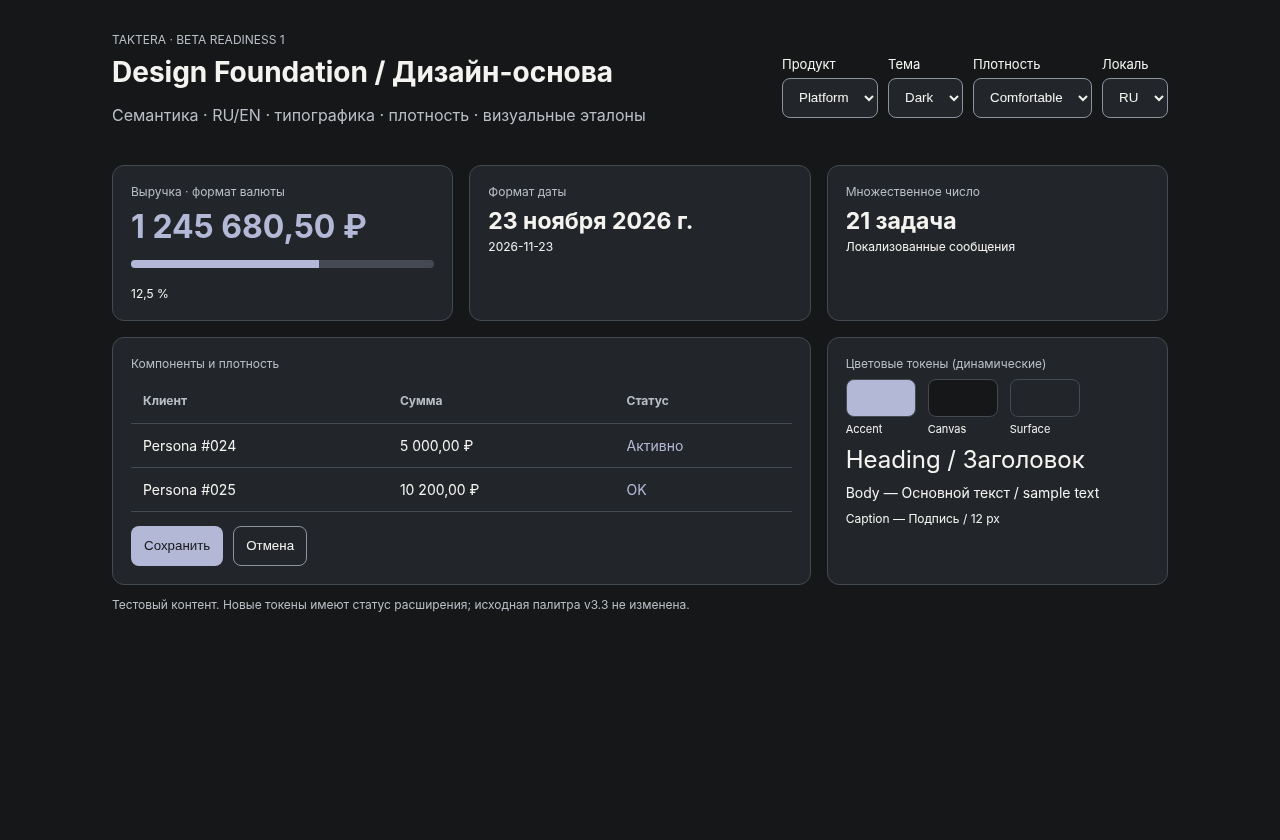 TAKTERA · BETA READINESS 1
Design Foundation / Дизайн-основа
Семантика · RU/EN · типографика · плотность · визуальные эталоны
Продукт Тема Плотность Локаль
Platform Dark Comfortable RU
Выручка · формат валюты
1 245 680,50 ₽
12,5 %
Формат даты
23 ноября 2026 г.
2026-11-23
Множественное число
21 задача
Локализованные сообщения
Компоненты и плотность
Клиент Сумма Статус
Persona #024 5 000,00 ₽ Активно
Persona #025 10 200,00 ₽ OK
Сохранить Отмена
Цветовые токены (динамические)
Accent Canvas Surface
Heading / Заголовок
Body — Основной текст / sample text
Caption — Подпись / 12 px
Тестовый контент. Новые токены имеют статус расширения; исходная палитра v3.3 не изменена.